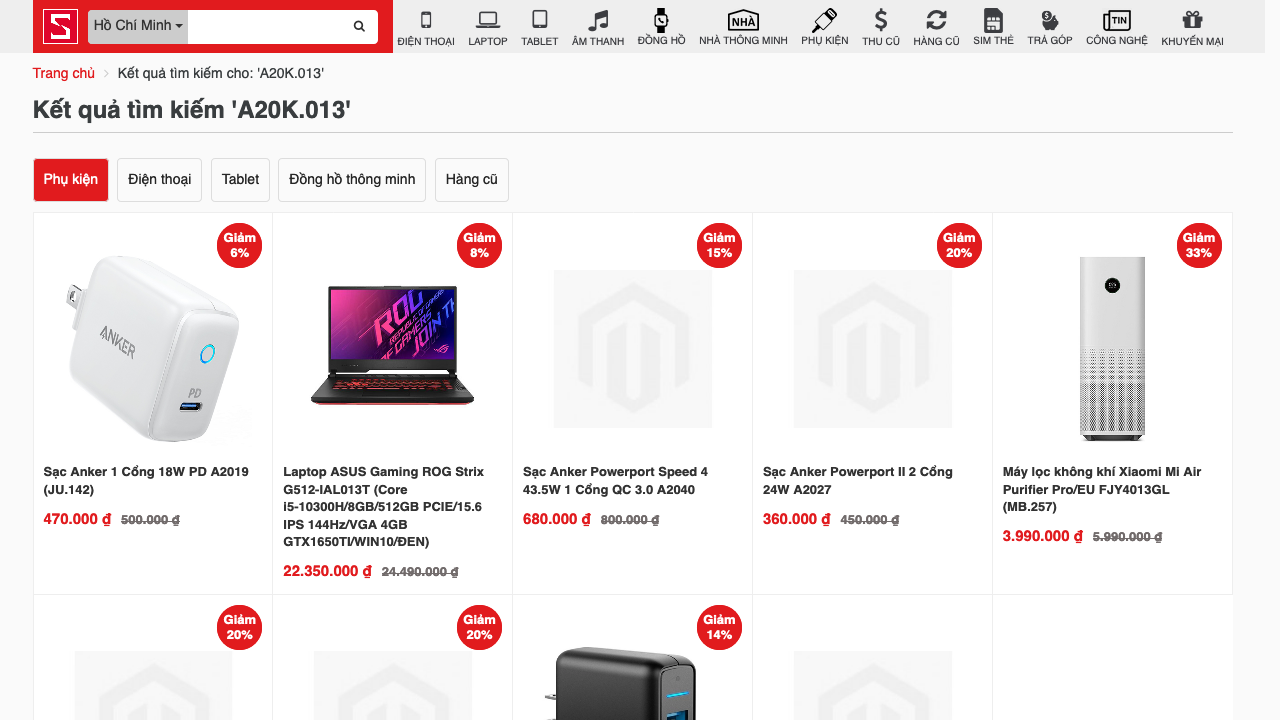 Hồ Chí Minh
ĐIỆN THOẠI
LAPTOP
TABLET
ÂM THANH
ĐỒNG HỒ
NHÀ
NHÀ THÔNG MINH
PHỤ KIỆN
THU CŨ
HÀNG CŨ
SIM THẺ
TRẢ GÓP
TIN
CÔNG NGHỆ
KHUYẾN MẠI
Trang chủ
Kết quả tìm kiếm cho: 'A20K.013'
Kết quả tìm kiếm 'A20K.013'
Phụ kiện
Điện thoại
Tablet
Đồng hồ thông minh
Hàng cũ
Giảm
6%
ANKER
PD
Sạc Anker 1 Cổng 18W PD A2019
(JU.142)
470.000 ₫ 500.000 ₫
Giảm
8%
ROG
REPUBLIC OF GAMERS
JOIN TH
Laptop ASUS Gaming ROG Strix
G512-IAL013T (Core
i5-10300H/8GB/512GB PCIE/15.6
IPS 144Hz/VGA 4GB
GTX1650TI/WIN10/ĐEN)
22.350.000 ₫ 24.490.000 ₫
Giảm
15%
Sạc Anker Powerport Speed 4
43.5W 1 Cổng QC 3.0 A2040
680.000 ₫ 800.000 ₫
Giảm
20%
Sạc Anker Powerport II 2 Cổng
24W A2027
360.000 ₫ 450.000 ₫
Giảm
33%
Máy lọc không khí Xiaomi Mi Air
Purifier Pro/EU FJY4013GL
(MB.257)
3.990.000 ₫ 5.990.000 ₫
Giảm
20%
Giảm
20%
Giảm
14%